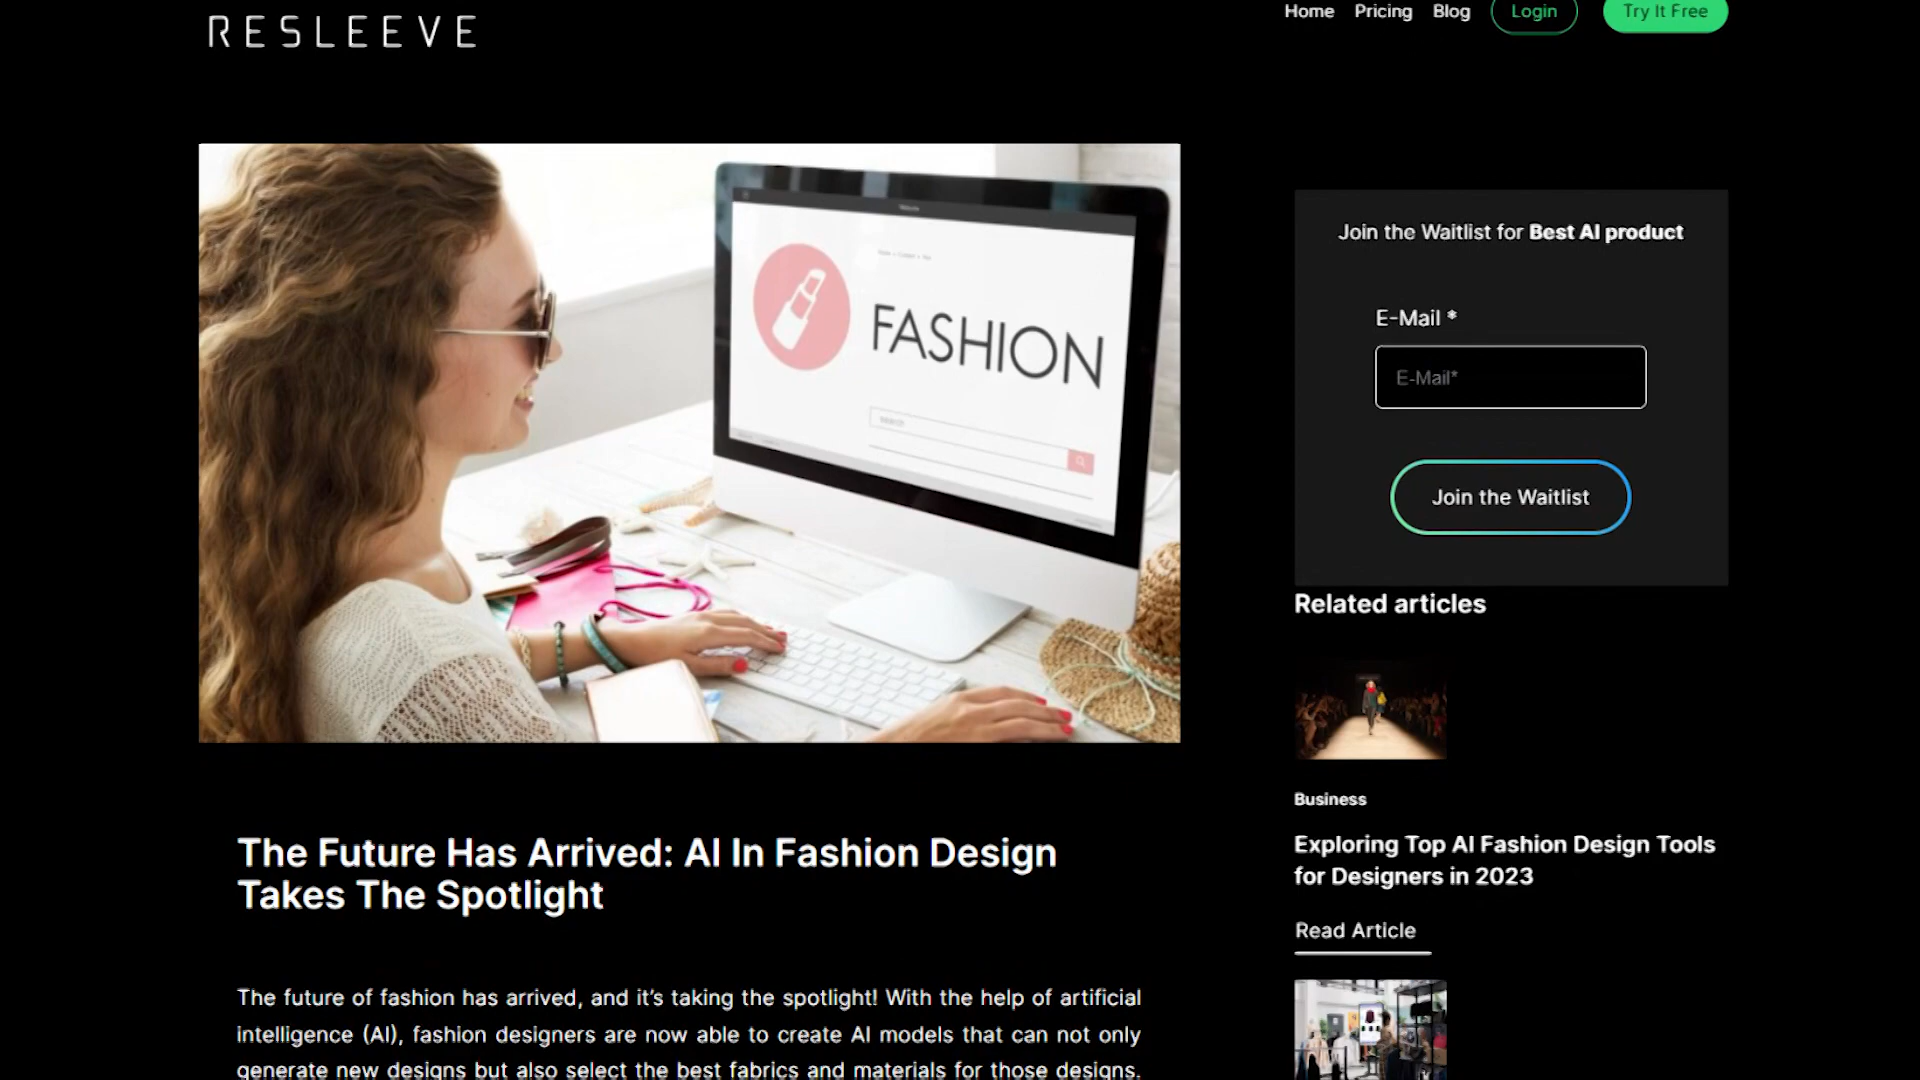 RESLEEVE
Home Pricing Blog Login Try It Free
FASHION
search
Join the Waitlist for Best AI product
E-Mail *
E-Mail*
Join the Waitlist
Related articles
Business
Exploring Top AI Fashion Design Tools
for Designers in 2023
Read Article
The Future Has Arrived: AI In Fashion Design
Takes The Spotlight
The future of fashion has arrived, and it's taking the spotlight! With the help of artificial
intelligence (AI), fashion designers are now able to create AI models that can not only
generate new designs but also select the best fabrics and materials for those designs.